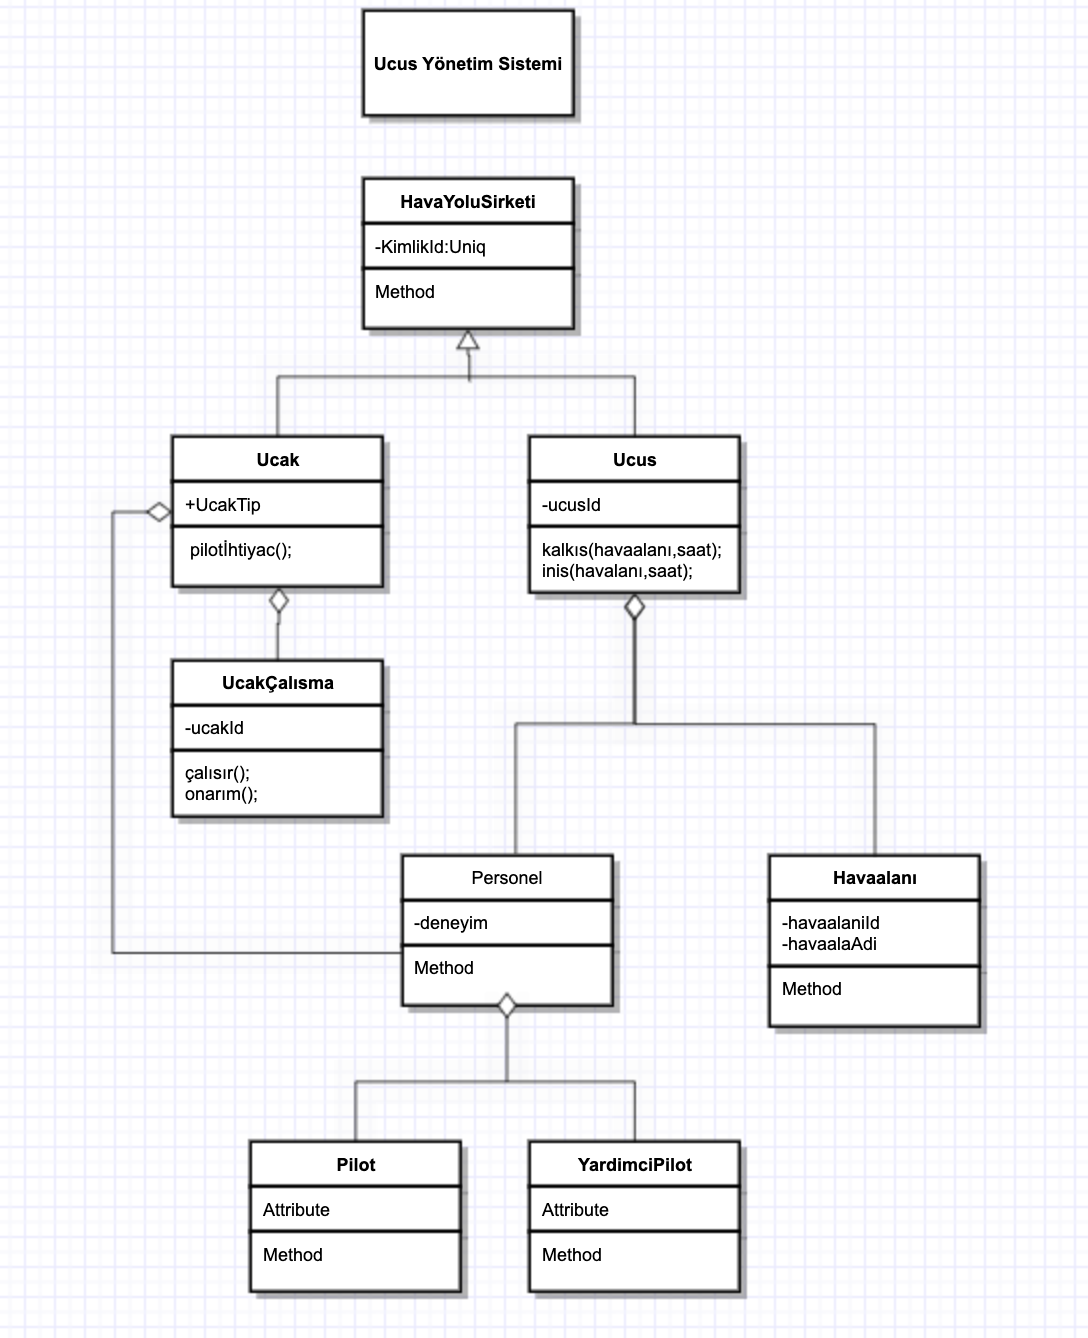 Ucus Yönetim Sistemi
HavaYoluSirketi
-KimlikId:Uniq
Method
Ucak
+UcakTip
pilotİhtiyac();
Ucus
-ucusId
kalkıs(havaalanı,saat);
inis(havalanı,saat);
UcakÇalısma
-ucakId
çalısır();
onarım();
Personel
-deneyim
Method
Havaalanı
-havaalaniId
-havaalaAdi
Method
Pilot
Attribute
Method
YardimciPilot
Attribute
Method